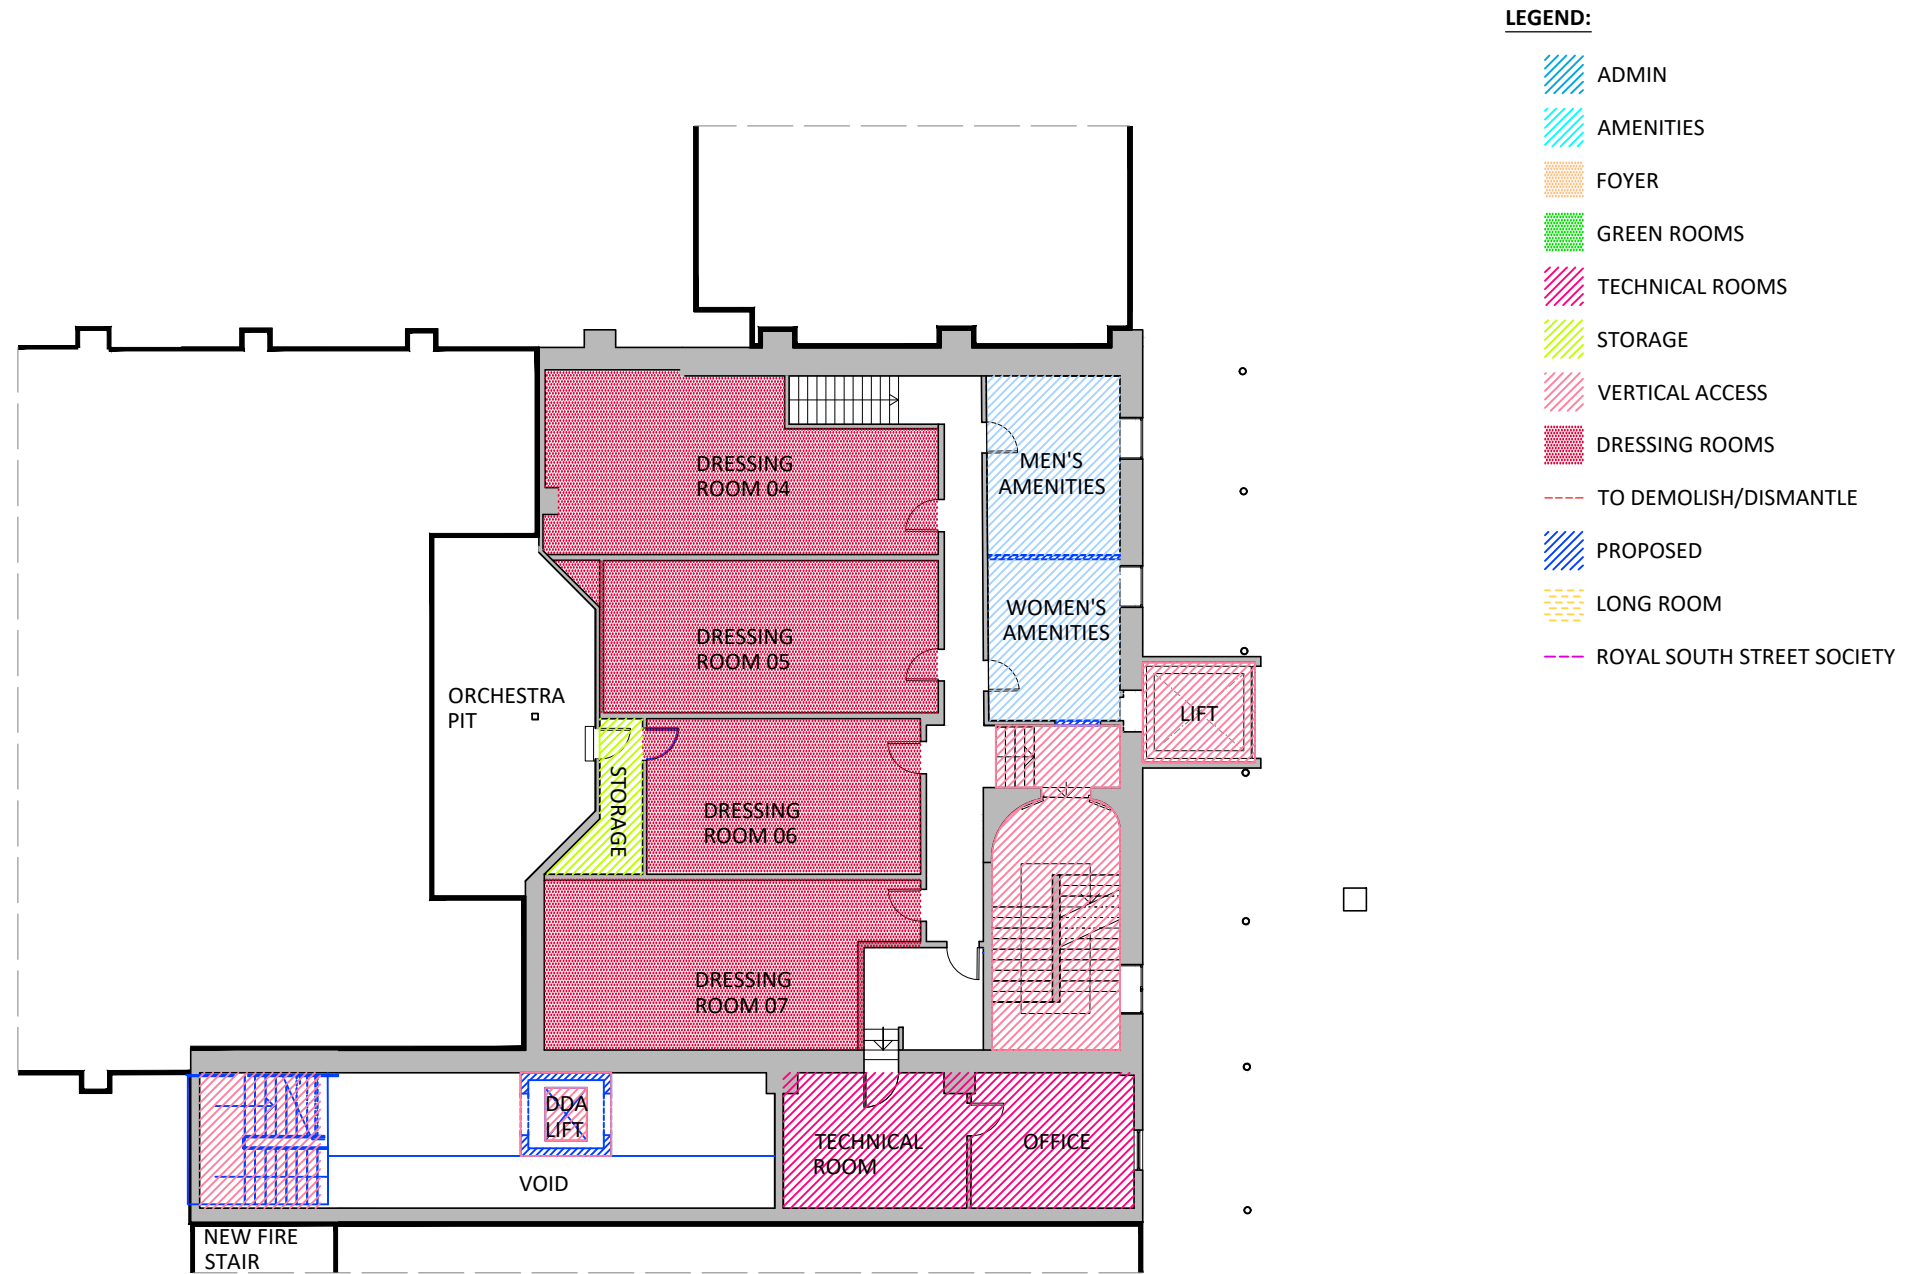 LEGEND:
ADMIN
AMENITIES
FOYER
GREEN ROOMS
TECHNICAL ROOMS
STORAGE
VERTICAL ACCESS
DRESSING ROOMS
TO DEMOLISH/DISMANTLE
PROPOSED
LONG ROOM
ROYAL SOUTH STREET SOCIETY
DRESSING
ROOM 04
MEN'S
AMENITIES
DRESSING
ROOM 05
WOMEN'S
AMENITIES
ORCHESTRA
PIT
LIFT
STORAGE
DRESSING
ROOM 06
DRESSING
ROOM 07
DDA
LIFT
TECHNICAL
ROOM
OFFICE
VOID
NEW FIRE
STAIR